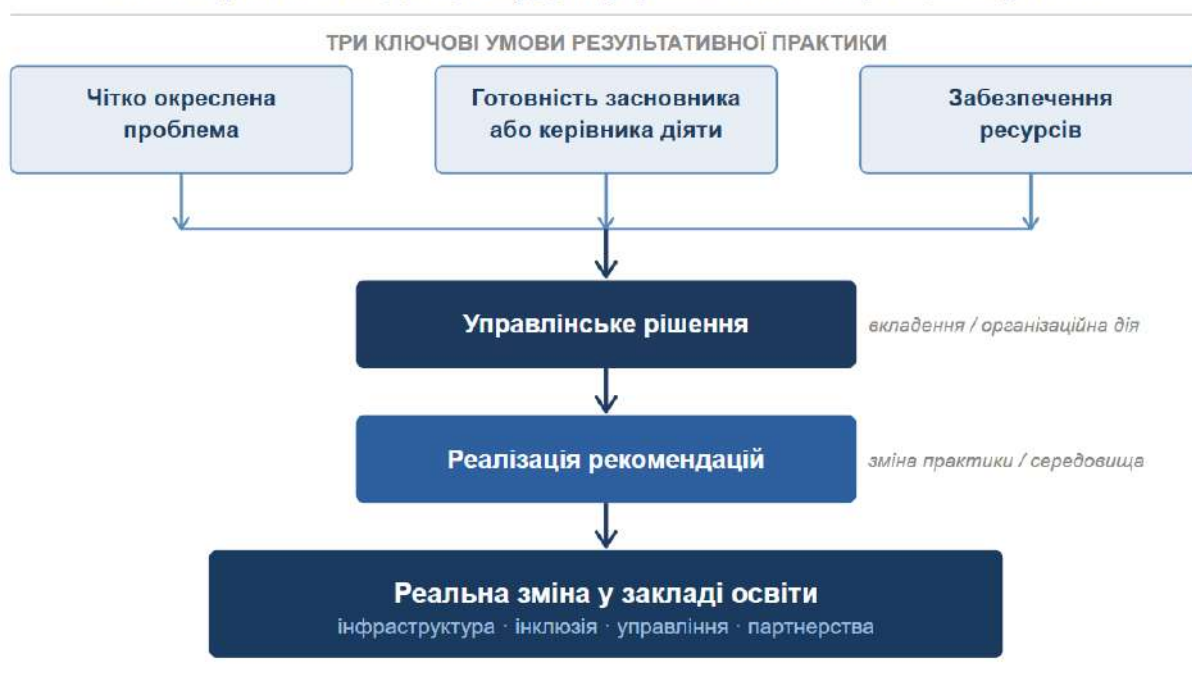 ТРИ КЛЮЧОВІ УМОВИ РЕЗУЛЬТАТИВНОЇ ПРАКТИКИ
Чітко окреслена
проблема
Готовність засновника
або керівника діяти
Забезпечення
ресурсів
Управлінське рішення
вкладення / організаційна дія
Реалізація рекомендацій
зміна практики / середовища
Реальна зміна у закладі освіти
інфраструктура · інклюзія · управління · партнерства